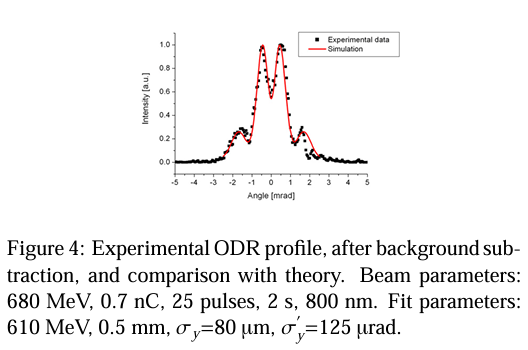 Experimental data
Simulation
Intensity [a.u.]
1.0
0.8
0.6
0.4
0.2
0.0
-5 -4 -3 -2 -1 0 1 2 3 4 5
Angle [mrad]
Figure 4: Experimental ODR profile, after background sub-
traction, and comparison with theory. Beam parameters:
680 MeV, 0.7 nC, 25 pulses, 2 s, 800 nm. Fit parameters:
610 MeV, 0.5 mm, σy=80 μm, σ′y=125 μrad.